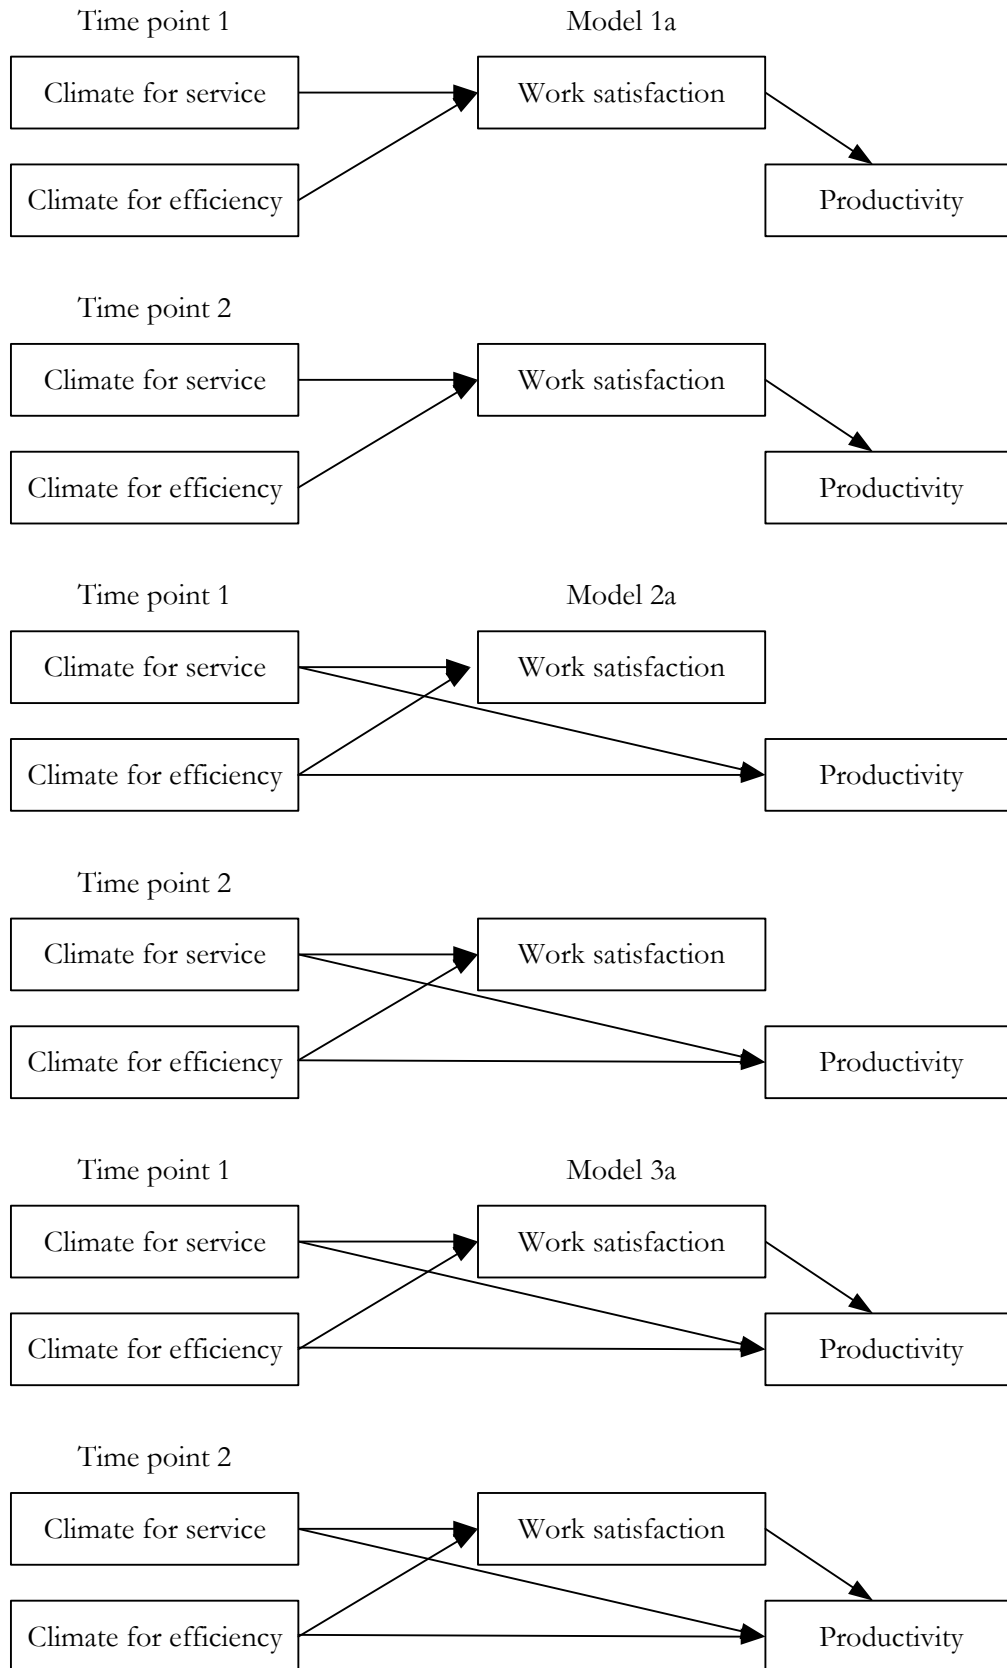 Time point 1
Model 1a
Climate for service
Work satisfaction
Climate for efficiency
Productivity
Time point 2
Climate for service
Work satisfaction
Climate for efficiency
Productivity
Time point 1
Model 2a
Climate for service
Work satisfaction
Climate for efficiency
Productivity
Time point 2
Climate for service
Work satisfaction
Climate for efficiency
Productivity
Time point 1
Model 3a
Climate for service
Work satisfaction
Climate for efficiency
Productivity
Time point 2
Climate for service
Work satisfaction
Climate for efficiency
Productivity